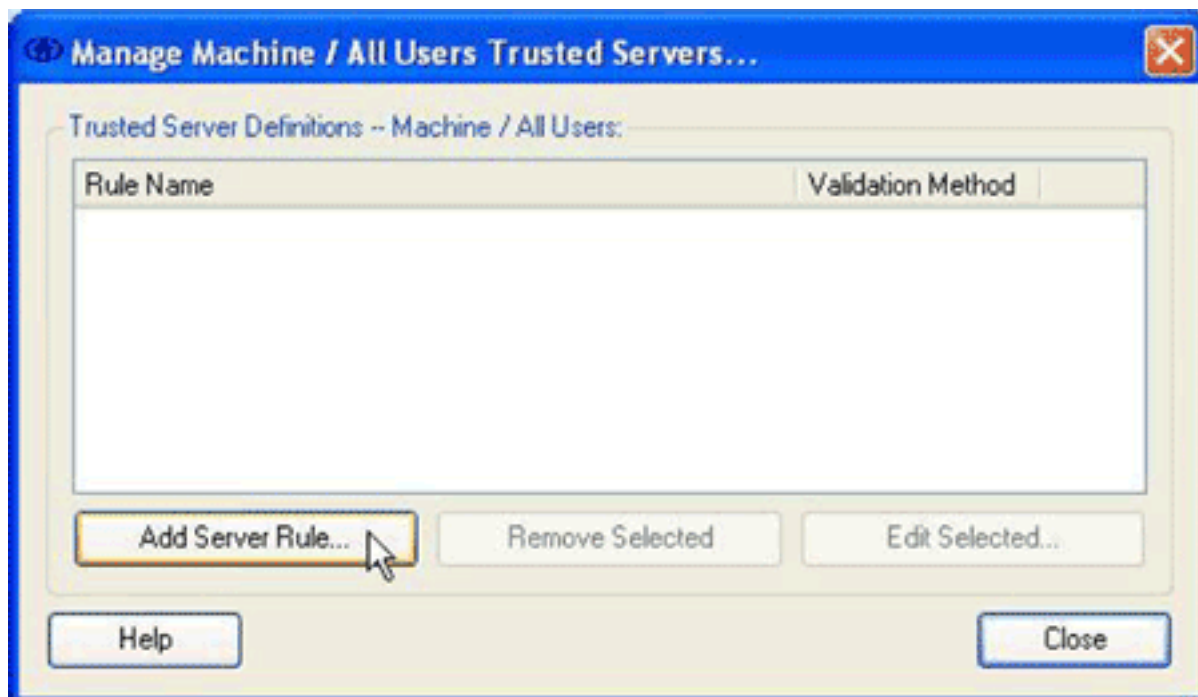 Manage Machine / All Users Trusted Servers...
Trusted Server Definitions -- Machine / All Users:
Rule Name Validation Method
Add Server Rule... Remove Selected Edit Selected...
Help Close